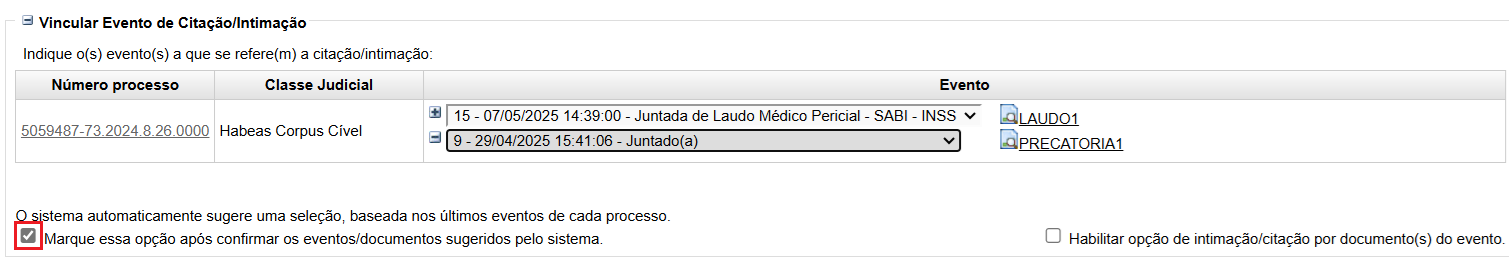 Vincular Evento de Citação/Intimação
Indique o(s) evento(s) a que se refere(m) a citação/intimação:
Número processo Classe Judicial Evento
15 - 07/05/2025 14:39:00 - Juntada de Laudo Médico Pericial - SABI - INSS LAUDO1
5059487-73.2024.8.26.0000 Habeas Corpus Cível
9 - 29/04/2025 15:41:06 - Juntado(a) PRECATORIA1
O sistema automaticamente sugere uma seleção, baseada nos últimos eventos de cada processo.
Marque essa opção após confirmar os eventos/documentos sugeridos pelo sistema. Habilitar opção de intimação/citação por documento(s) do evento.